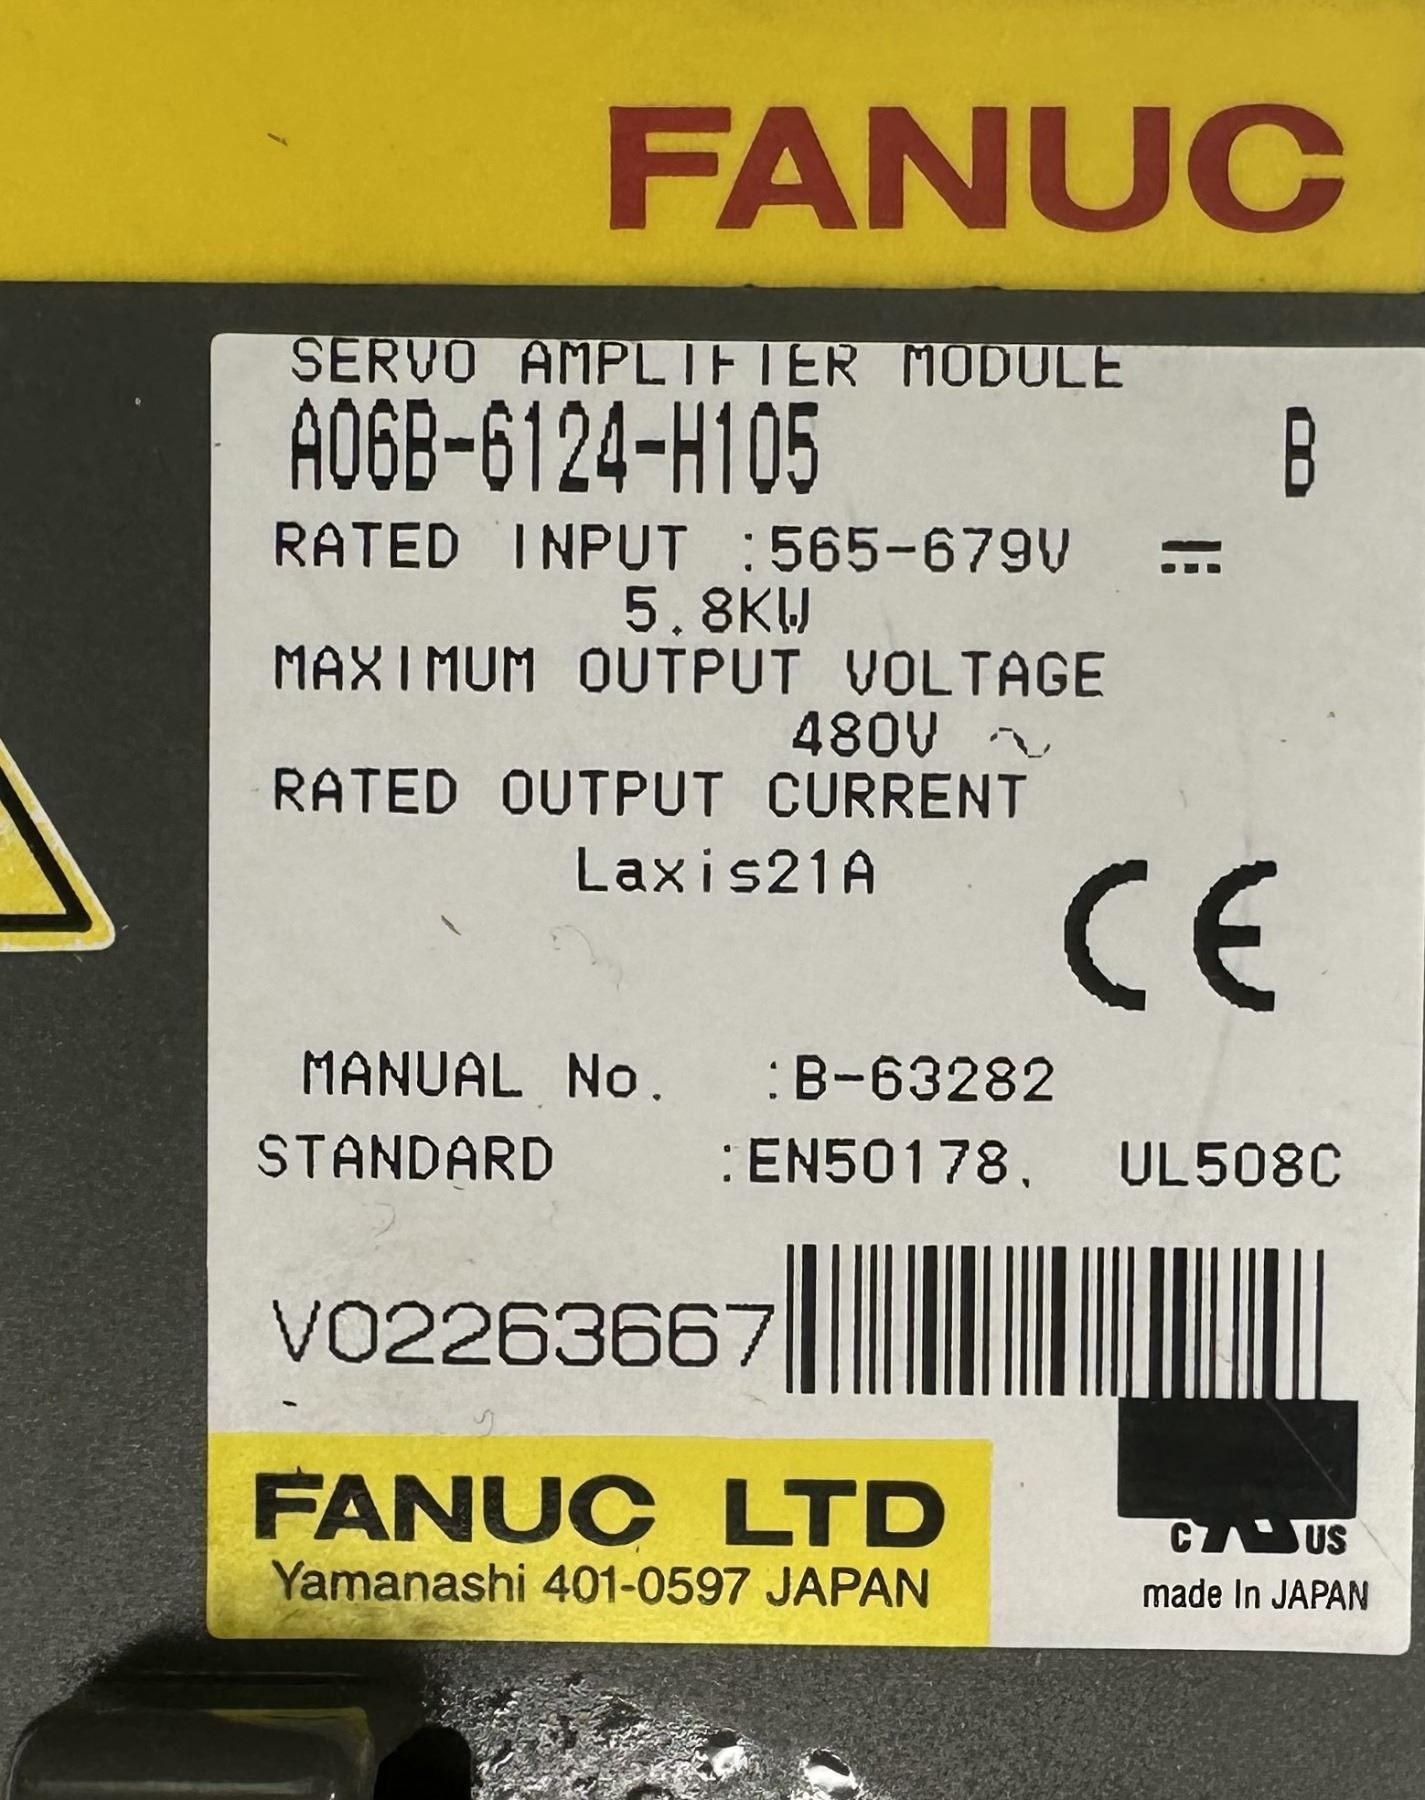 FANUC
SERVO AMPLIFIER MODULE
A06B-6124-H105 B
RATED INPUT :565-679V ⎓
5.8KW
MAXIMUM OUTPUT VOLTAGE
480V ~
RATED OUTPUT CURRENT
Laxis21A
CE
MANUAL No. :B-63282
STANDARD :EN50178, UL508C
V02263667
FANUC LTD
Yamanashi 401-0597 JAPAN
C US
made In JAPAN